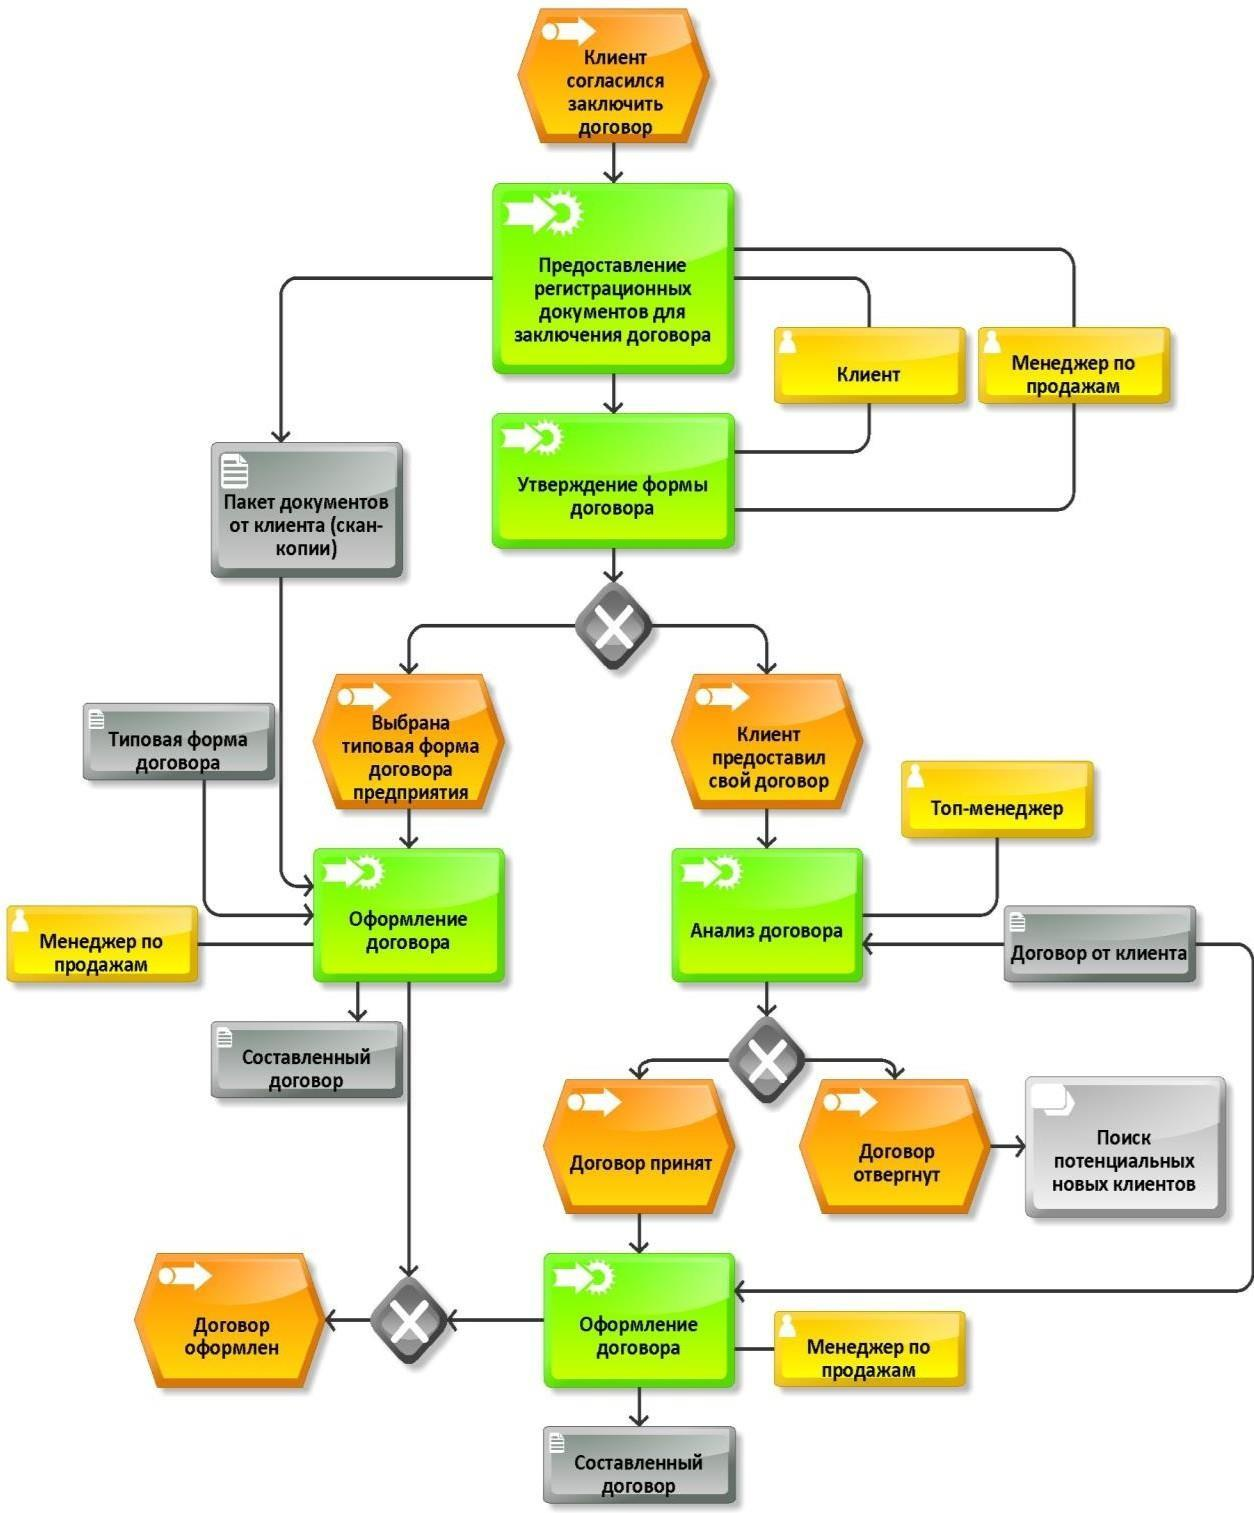 Клиент
согласился
заключить
договор
Предоставление
регистрационных
документов для
заключения договора
Клиент
Менеджер по
продажам
Пакет документов
от клиента (скан-
копии)
Утверждение формы
договора
Типовая форма
договора
Выбрана
типовая форма
договора
предприятия
Клиент
предоставил
свой договор
Топ-менеджер
Менеджер по
продажам
Оформление
договора
Анализ договора
Договор от клиента
Составленный
договор
Договор принят
Договор
отвергнут
Поиск
потенциальных
новых клиентов
Договор
оформлен
Оформление
договора
Менеджер по
продажам
Составленный
договор